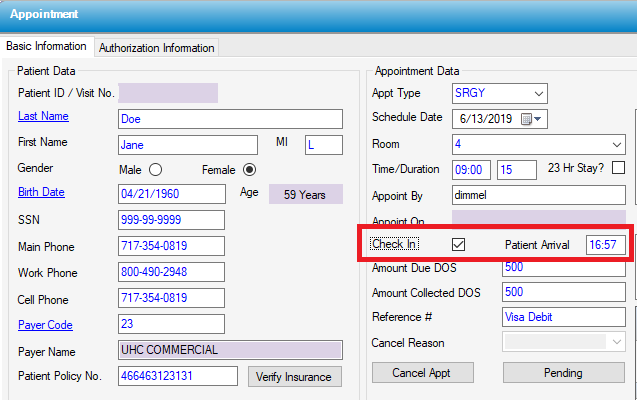 Appointment
Basic Information
Authorization Information
Patient Data
Patient ID / Visit No.
Last Name Doe
First Name Jane MI L
Gender Male Female
Birth Date 04/21/1960 Age 59 Years
SSN 999-99-9999
Main Phone 717-354-0819
Work Phone 800-490-2948
Cell Phone 717-354-0819
Payer Code 23
Payer Name UHC COMMERCIAL
Patient Policy No. 466463123131 Verify Insurance
Appointment Data
Appt Type SRGY
Schedule Date 6/13/2019
Room 4
Time/Duration 09:00 15 23 Hr Stay?
Appoint By dimmel
Appoint On
Check In Patient Arrival 16:57
Amount Due DOS 500
Amount Collected DOS 500
Reference # Visa Debit
Cancel Reason
Cancel Appt Pending